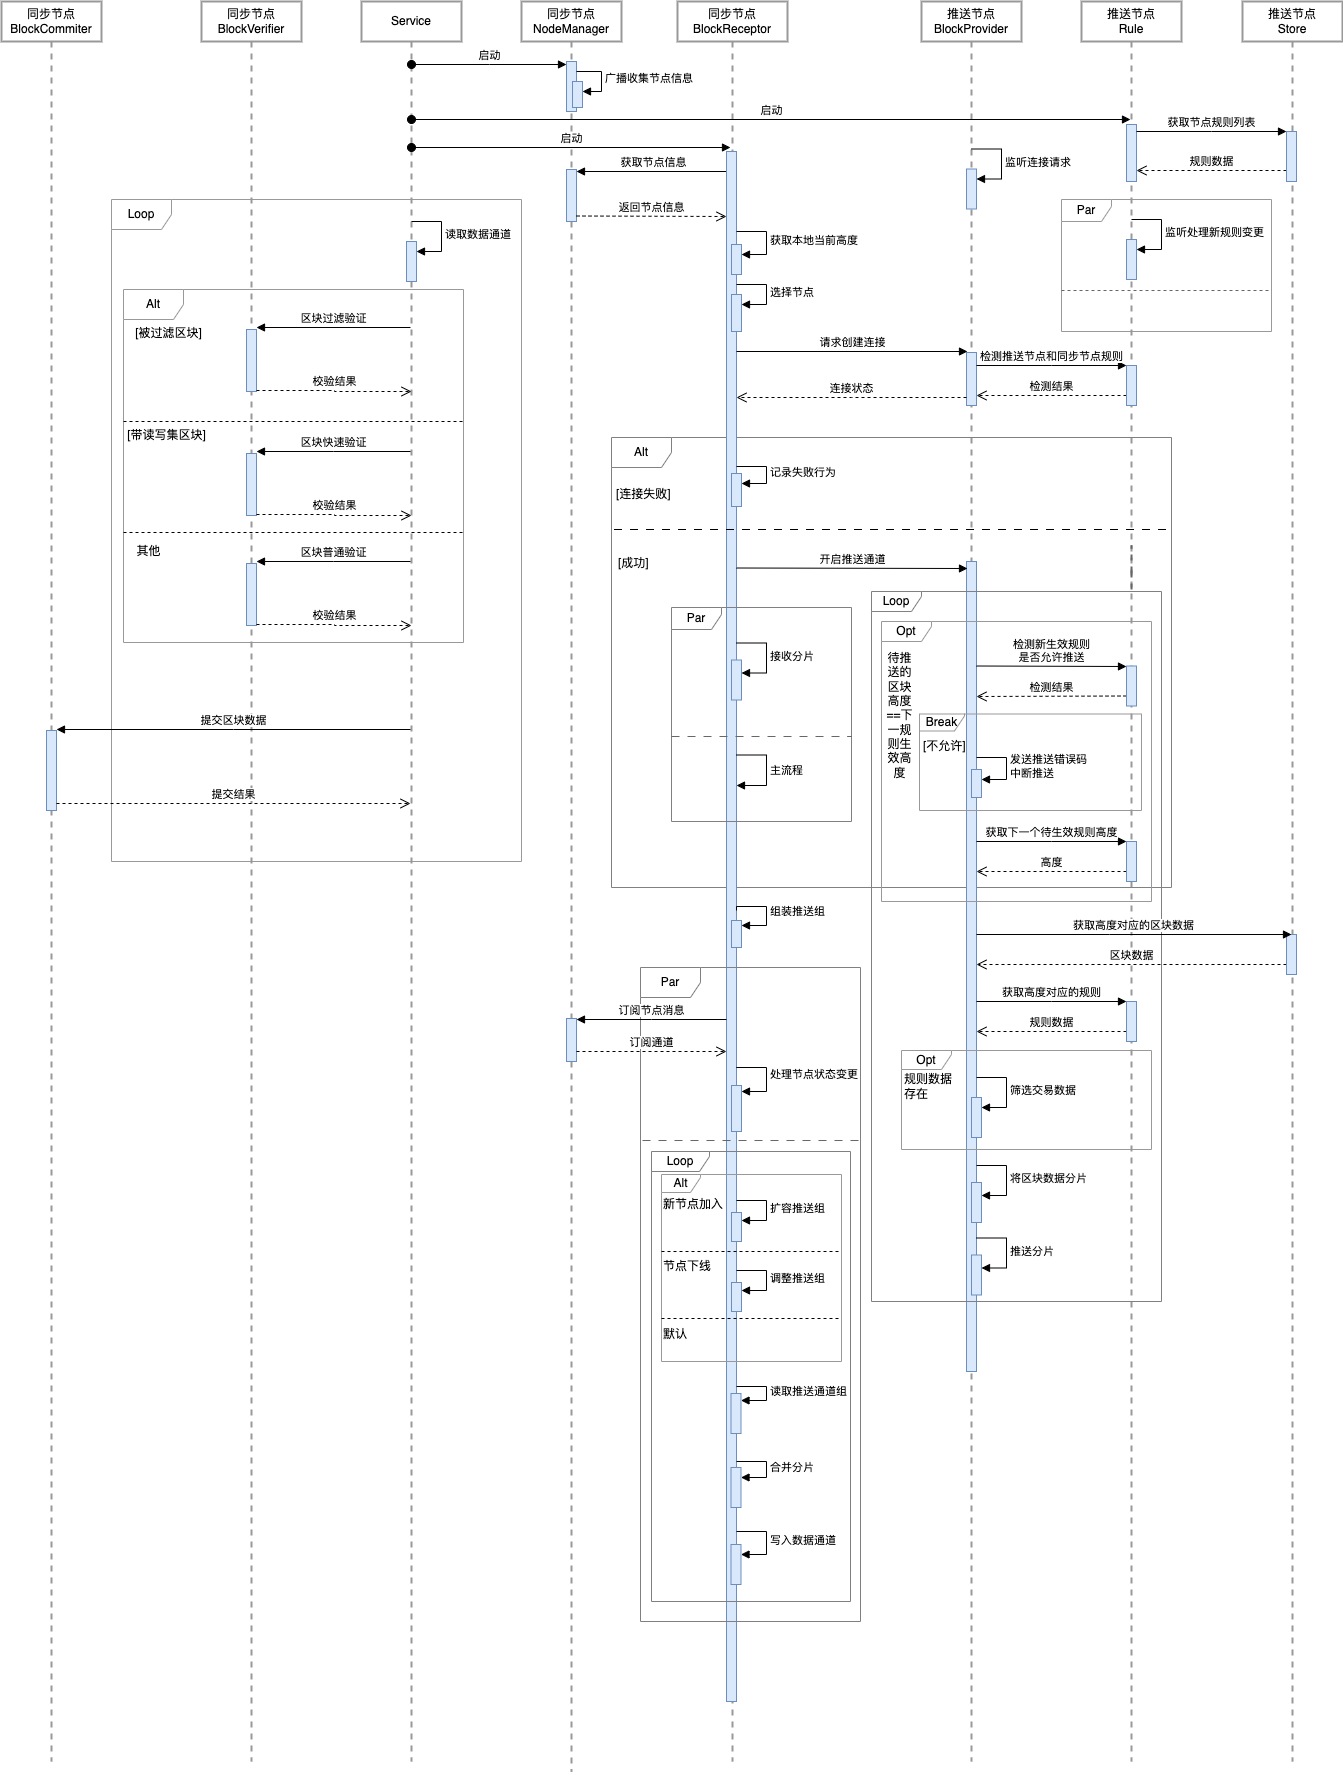 同步节点
BlockCommiter
同步节点
BlockVerifier
Service
同步节点
NodeManager
同步节点
BlockReceptor
推送节点
BlockProvider
推送节点
Rule
推送节点
Store
启动
广播收集节点信息
启动
获取节点规则列表
启动
获取节点信息
监听连接请求
规则数据
返回节点信息
Loop
读取数据通道
Par
监听处理新规则变更
获取本地当前高度
选择节点
Alt
[被过滤区块]
区块过滤验证
校验结果
请求创建连接
检测推送节点和同步节点规则
检测结果
连接状态
[带读写集区块]
区块快速验证
校验结果
Alt
[连接失败]
记录失败行为
其他
区块普通验证
校验结果
[成功]
开启推送通道
Loop
Opt
待推
送的
区块
高度
==下
一规
则生
效高
度
检测新生效规则
是否允许推送
检测结果
Par
接收分片
主流程
Break
[不允许]
发送推送错误码
中断推送
提交区块数据
提交结果
获取下一个待生效规则高度
高度
组装推送组
获取高度对应的区块数据
区块数据
Par
订阅节点消息
订阅通道
处理节点状态变更
获取高度对应的规则
规则数据
Opt
规则数据
存在
筛选交易数据
将区块数据分片
推送分片
Loop
Alt
新节点加入
扩容推送组
节点下线
调整推送组
默认
读取推送通道组
合并分片
写入数据通道